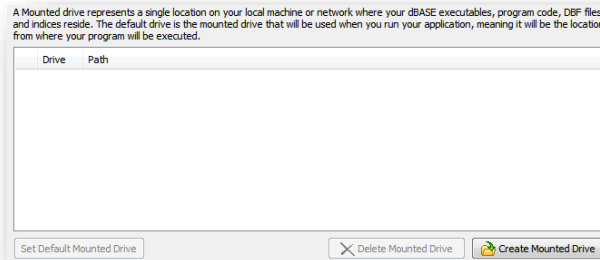 A Mounted drive represents a single location on your local machine or network where your dBASE executables, program code, DBF files
and indices reside. The default drive is the mounted drive that will be used when you run your application, meaning it will be the location
from where your program will be executed.
Drive Path
Set Default Mounted Drive Delete Mounted Drive Create Mounted Drive